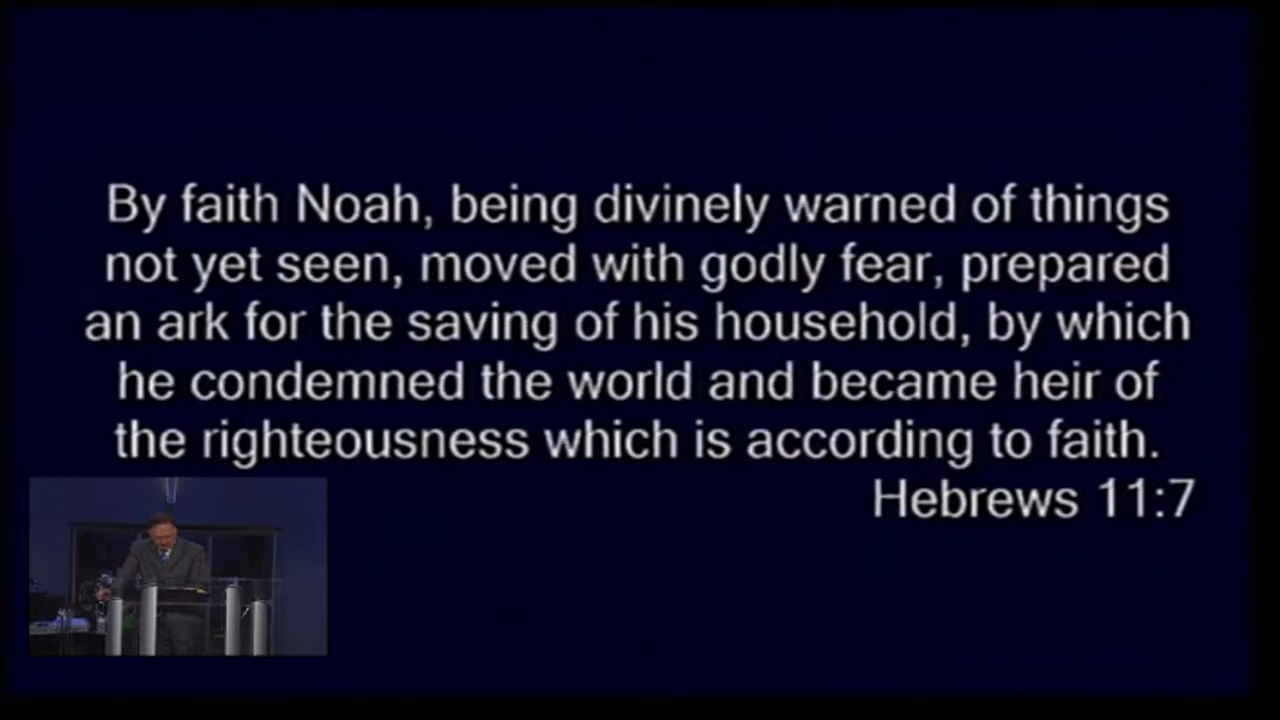 By faith Noah, being divinely warned of things
not yet seen, moved with godly fear, prepared
an ark for the saving of his household, by which
he condemned the world and became heir of
the righteousness which is according to faith.
Hebrews 11:7